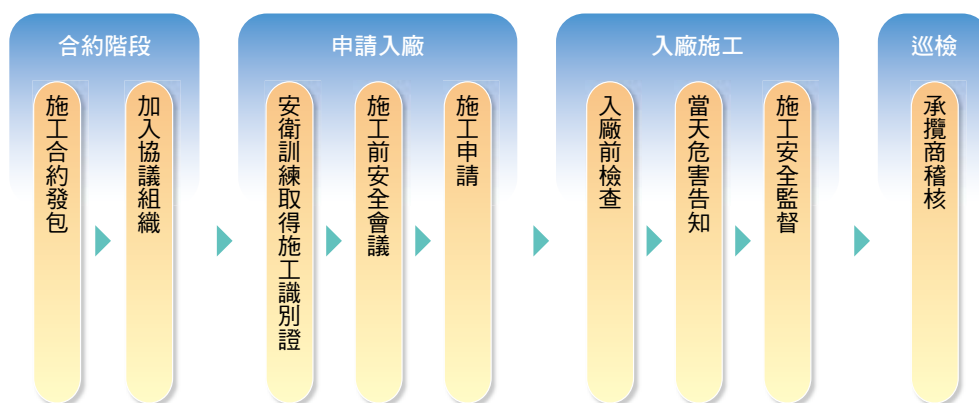 合約階段
施工合約發包
加入協議組織
申請入廠
安衛訓練取得施工識別證
施工前安全會議
施工申請
入廠施工
入廠前檢查
當天危害告知
施工安全監督
巡檢
承攬商稽核